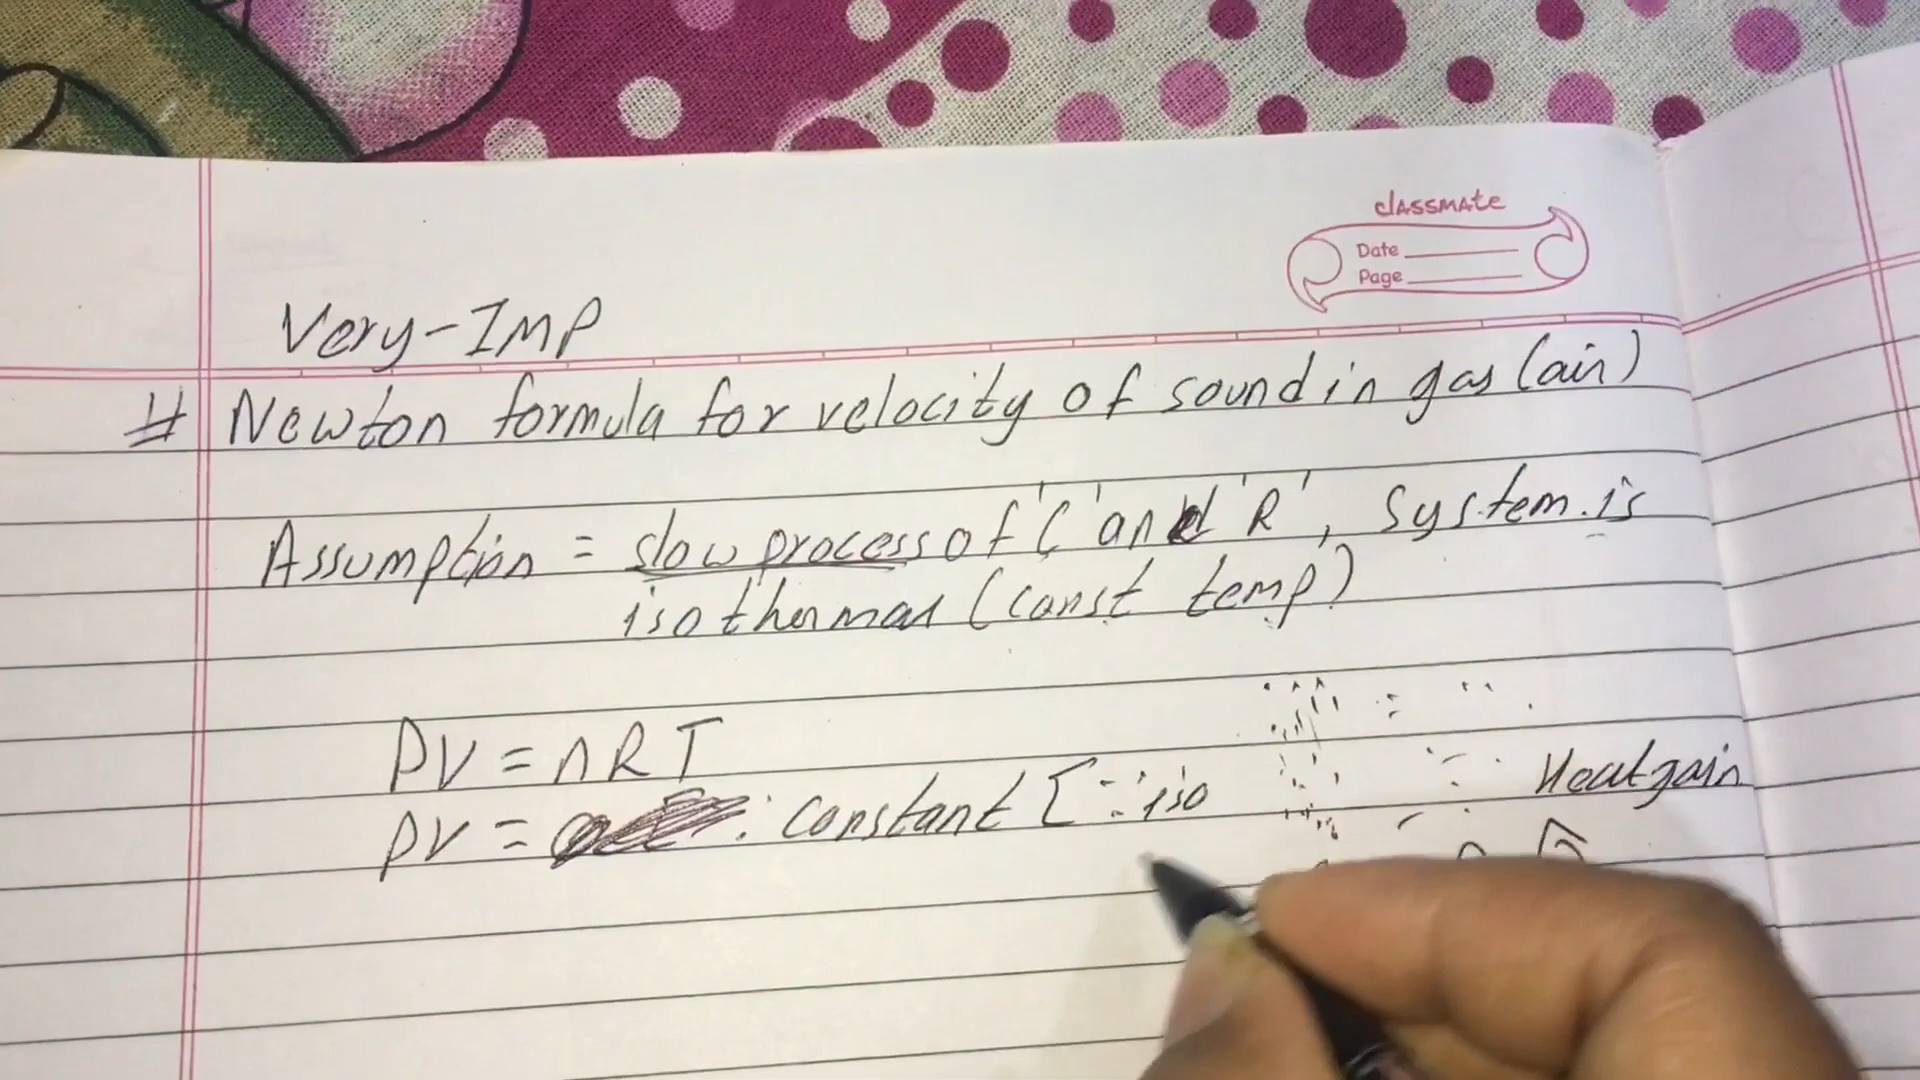 classmate
Date
Page
Very-IMP
# Newton formula for velocity of sound in gas (air)
Assumption = slow process of 'C' and 'R', System is
isothermal (const temp)
PV = nRT
PV = : constant [∵ iso
Heat gain